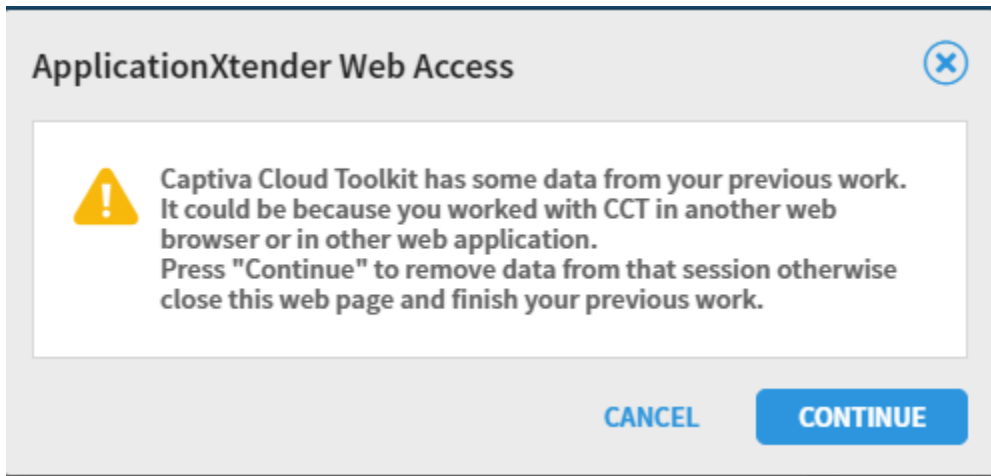 ApplicationXtender Web Access
Captiva Cloud Toolkit has some data from your previous work.
It could be because you worked with CCT in another web
browser or in other web application.
Press "Continue" to remove data from that session otherwise
close this web page and finish your previous work.
CANCEL
CONTINUE